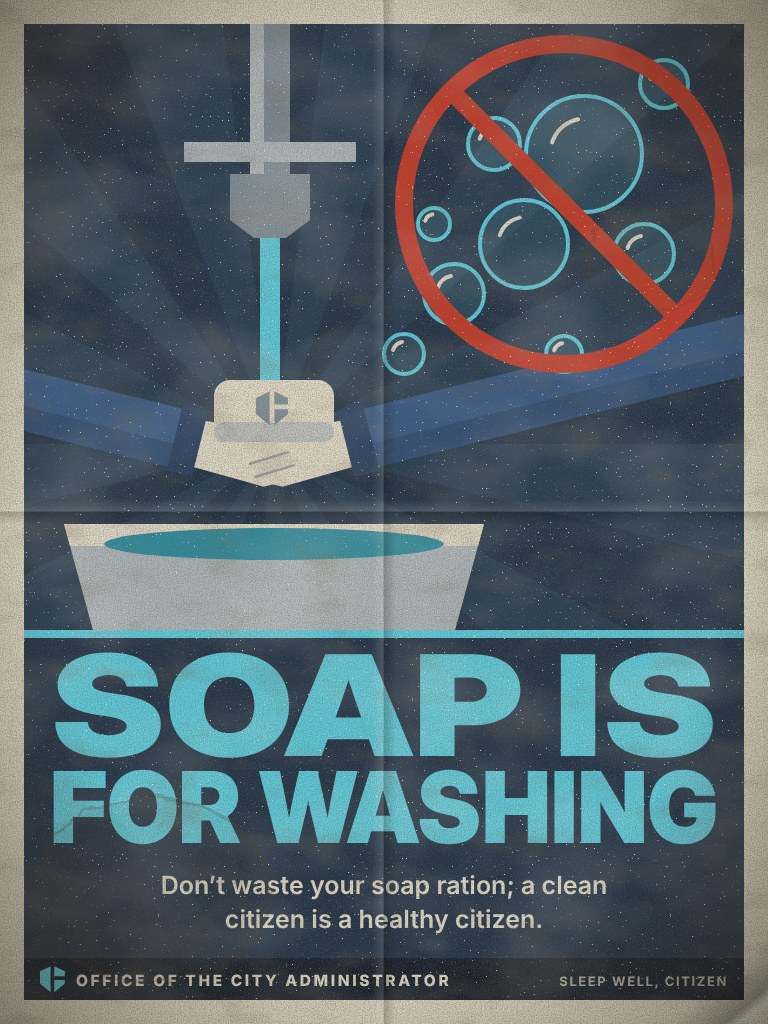 SOAP IS
FOR WASHING
Don’t waste your soap ration; a clean
citizen is a healthy citizen.
OFFICE OF THE CITY ADMINISTRATOR
SLEEP WELL, CITIZEN